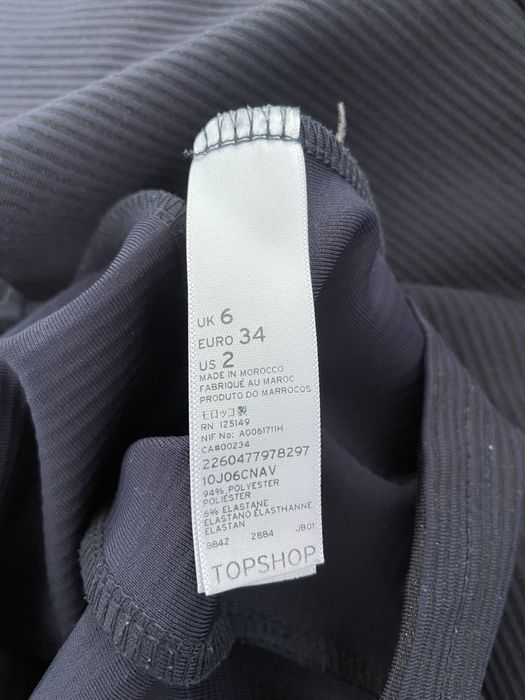 UK 6
EURO 34
US 2
MADE IN MOROCCO
FABRIQUÉ AU MAROC
PRODUTO DO MARROCOS
モロッコ製
RN 125149
NIF No: A0061711H
CA#00234
2260477978297
10J06CNAV
94% POLYESTER
POLIÉSTER
6% ELASTANE
ELASTANO ÉLASTHANNE
ELASTAN
8842 2884 JB01
TOPSHOP